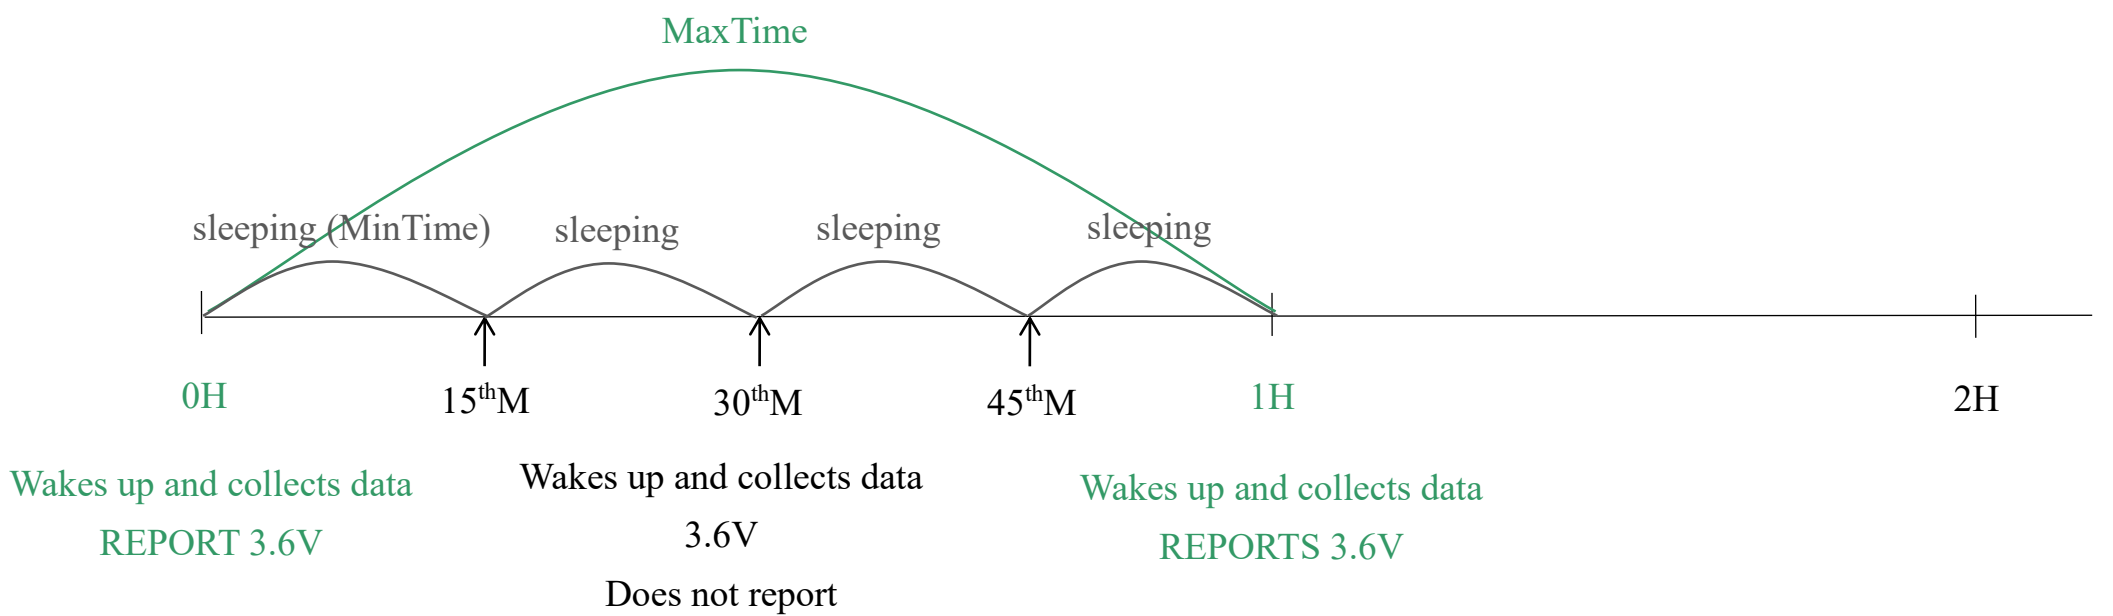 MaxTime
sleeping (MinTime)
sleeping
sleeping
sleeping
0H
15thM
30thM
45thM
1H
2H
Wakes up and collects data
REPORT 3.6V
Wakes up and collects data
3.6V
Does not report
Wakes up and collects data
REPORTS 3.6V